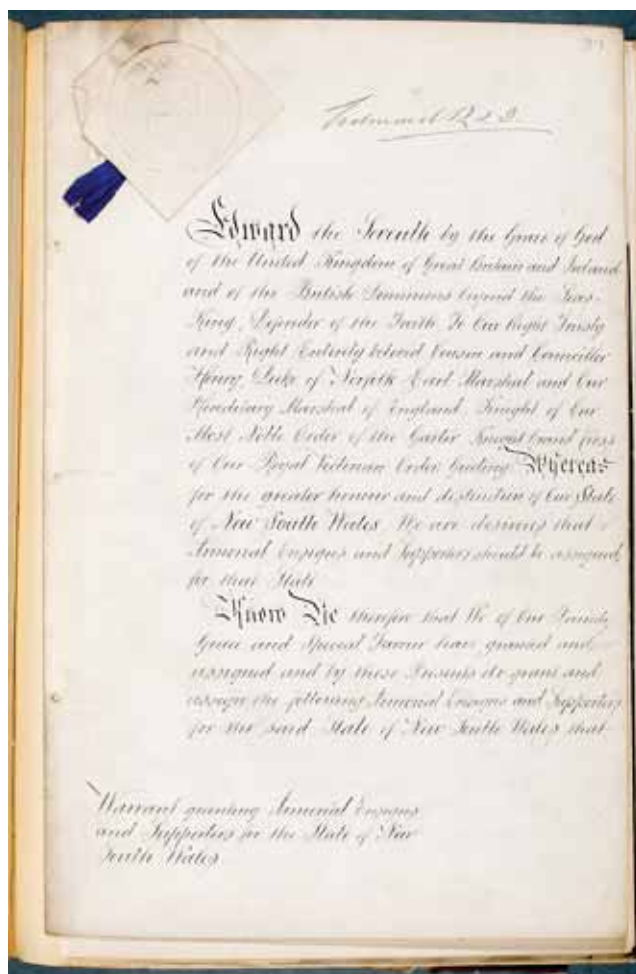 Edward the Seventh by the Grace of God
of the United Kingdom of Great Britain and Ireland
and of the British Dominions beyond the Seas
King, Defender of the Faith, To Our Right Trusty
and Right Entirely beloved Cousin and Councillor
Henry, Duke of Norfolk Earl Marshal and Our
Hereditary Marshal of England, Knight of Our
Most Noble Order of the Garter Knight Grand Cross
of Our Royal Victorian Order Greeting Whereas
for the greater honour and distinction of Our State
of New South Wales We are desirous that
Armorial Ensigns and Supporters should be assigned
for that State
Know Ye therefore that We of Our Princely
Grace and Special Favour have granted and
assigned and by these Presents do grant and
assign the following Armorial Ensigns and Supporters
for the said State of New South Wales that
Warrant granting Armorial Ensigns
and Supporters for the State of New
South Wales